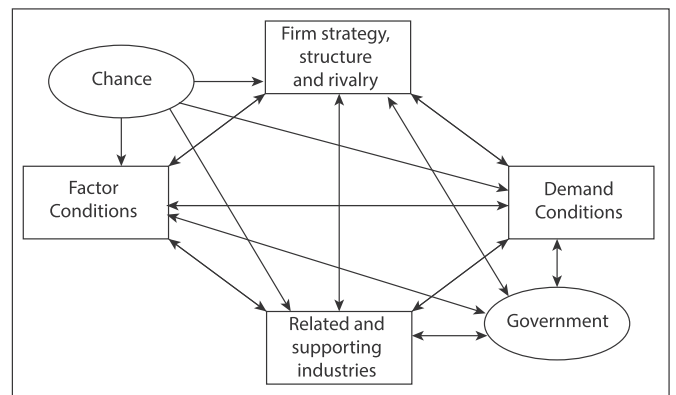 Firm strategy,
structure
and rivalry
Chance
Factor
Conditions
Demand
Conditions
Related and
supporting
industries
Government